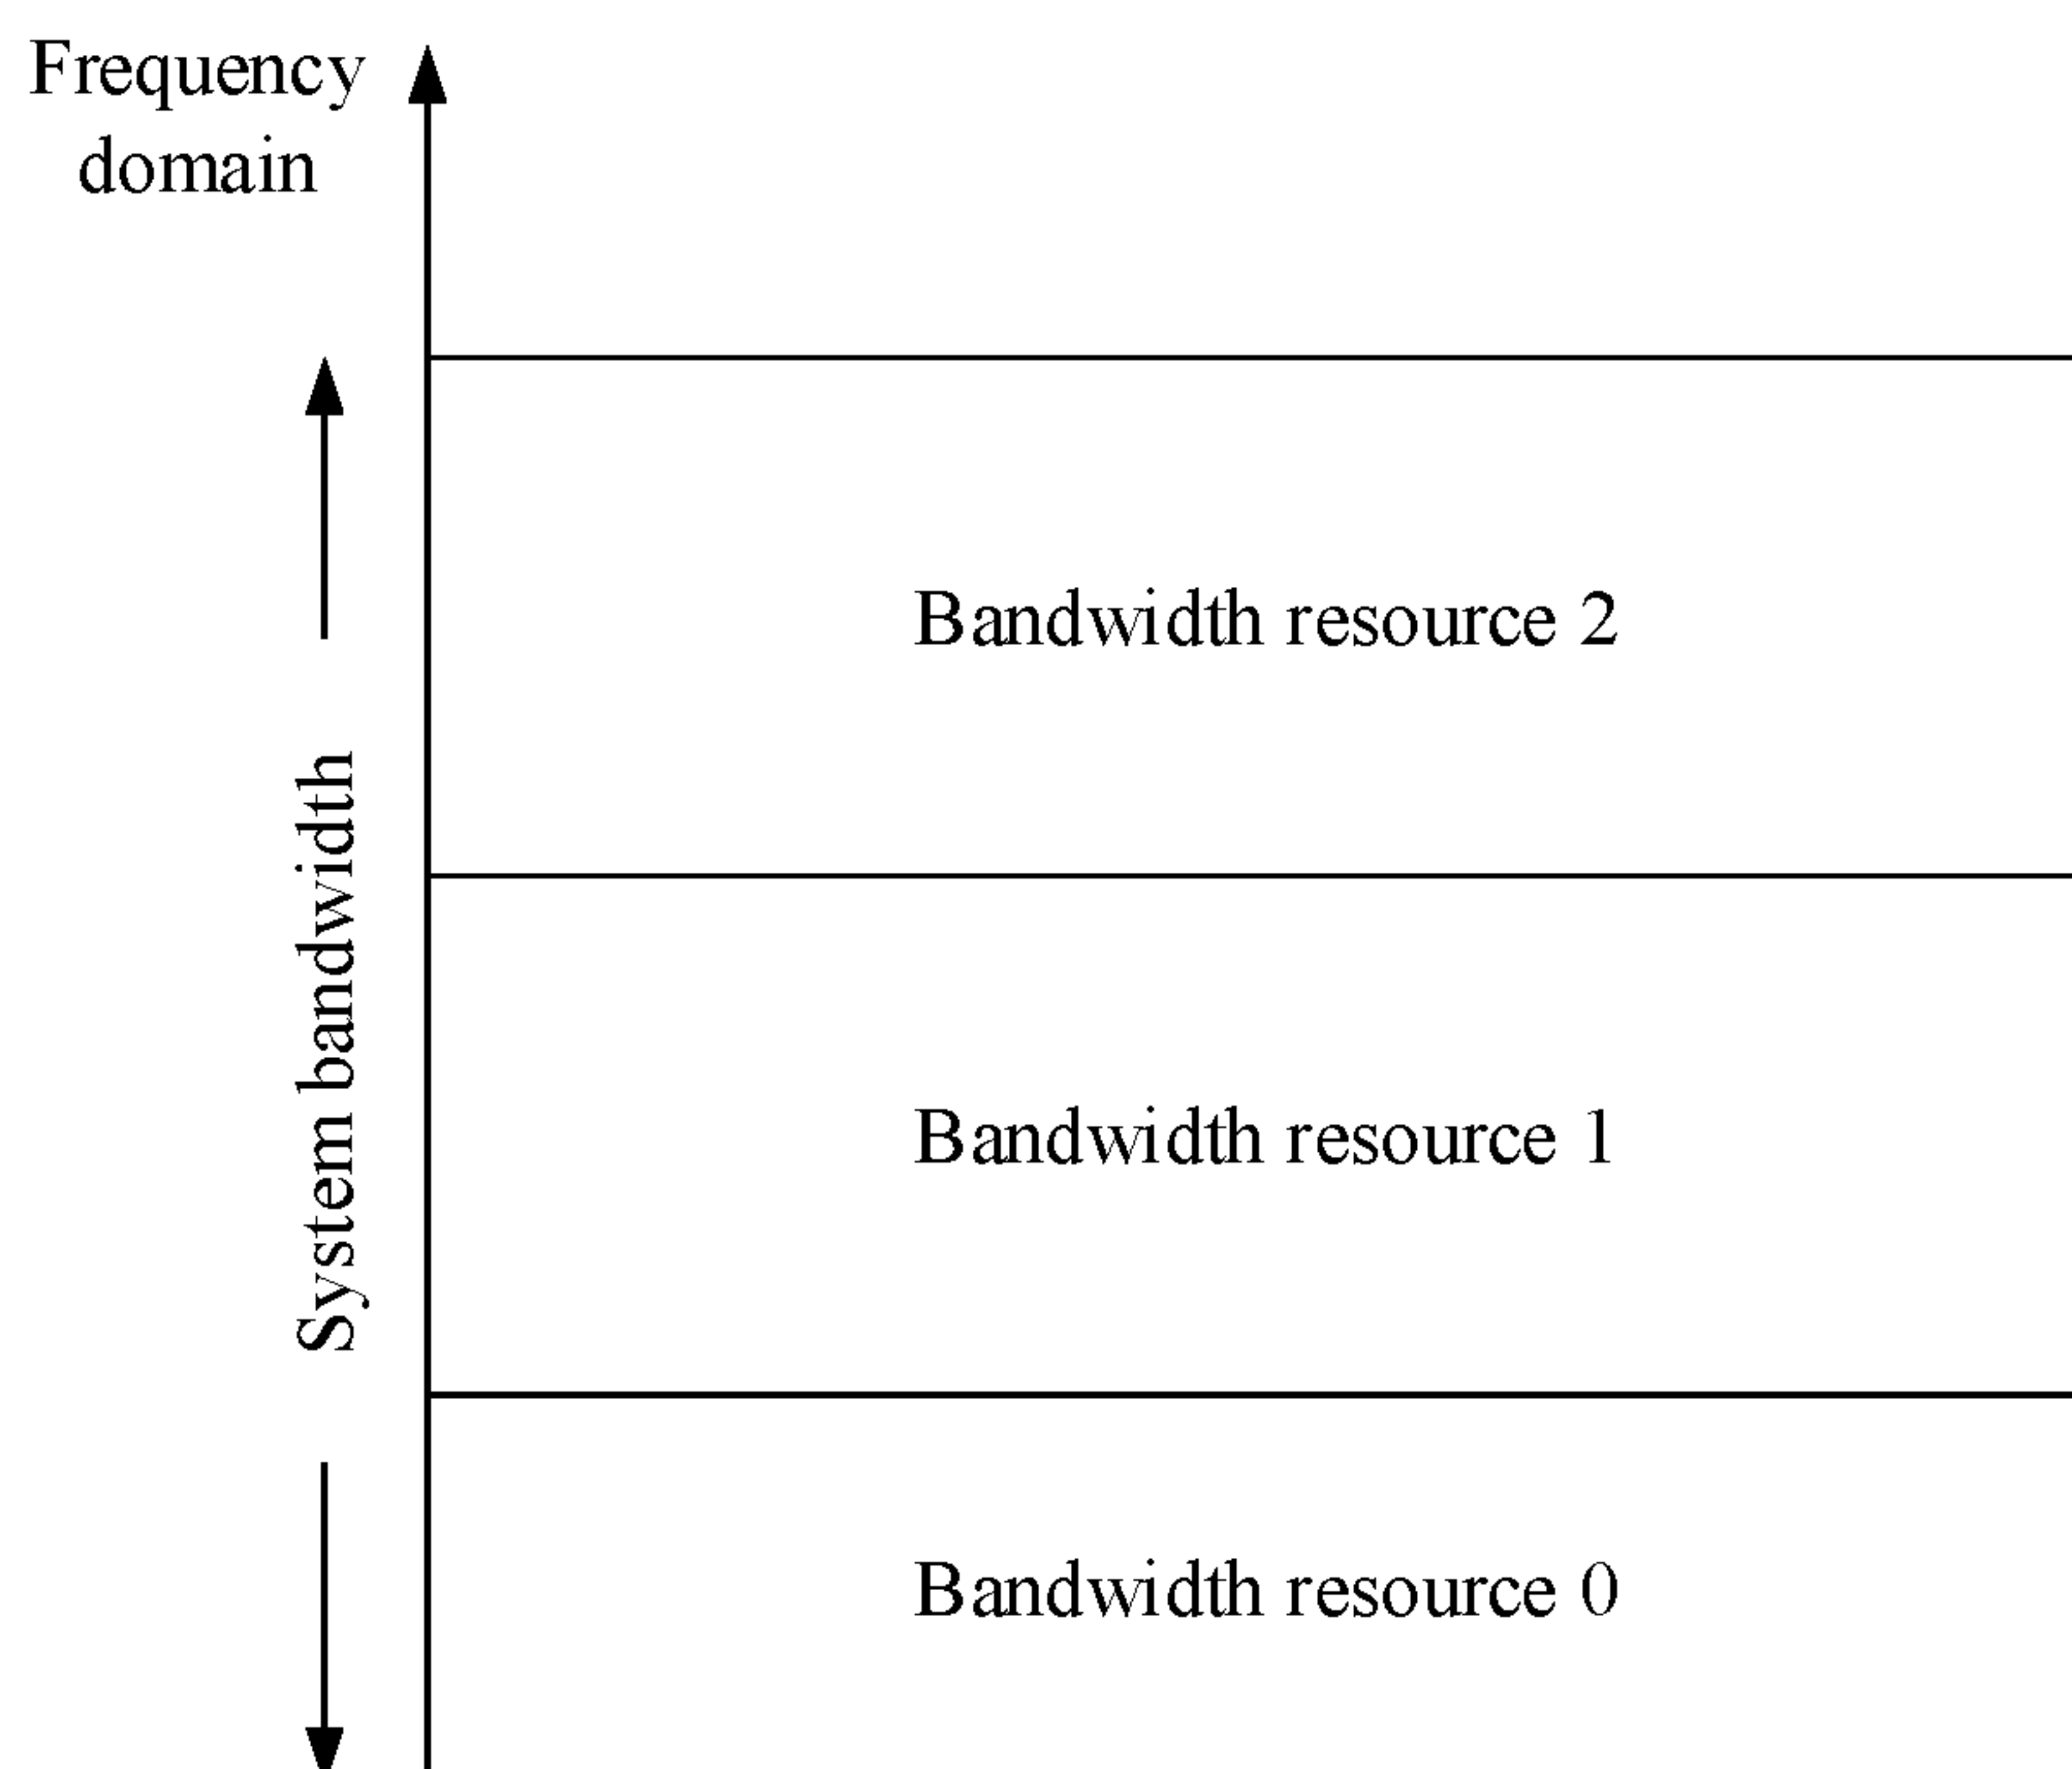 Frequency
domain
Bandwidth resource 2
System bandwidth
Bandwidth resource 1
Bandwidth resource 0